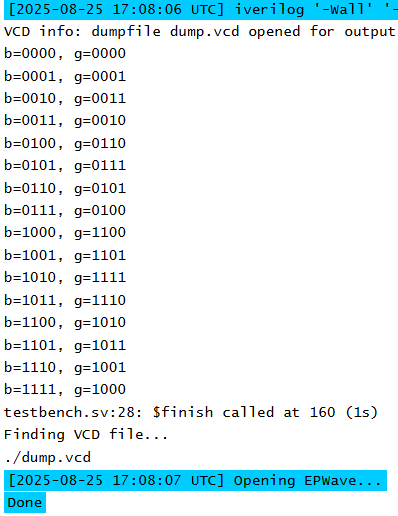 [2025-08-25 17:08:06 UTC] iverilog '-Wall' '-
VCD info: dumpfile dump.vcd opened for output
b=0000, g=0000
b=0001, g=0001
b=0010, g=0011
b=0011, g=0010
b=0100, g=0110
b=0101, g=0111
b=0110, g=0101
b=0111, g=0100
b=1000, g=1100
b=1001, g=1101
b=1010, g=1111
b=1011, g=1110
b=1100, g=1010
b=1101, g=1011
b=1110, g=1001
b=1111, g=1000
testbench.sv:28: $finish called at 160 (1s)
Finding VCD file...
./dump.vcd
[2025-08-25 17:08:07 UTC] Opening EPWave...
Done